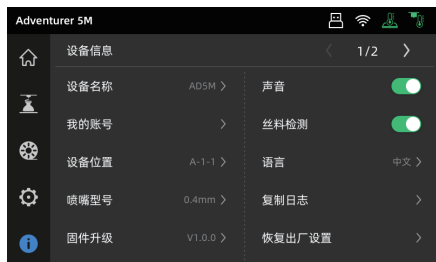 Adventurer 5M
设备信息
1/2
设备名称 AD5M
声音
我的账号
丝料检测
设备位置 A-1-1
语言 中文
喷嘴型号 0.4mm
复制日志
固件升级 V1.0.0
恢复出厂设置